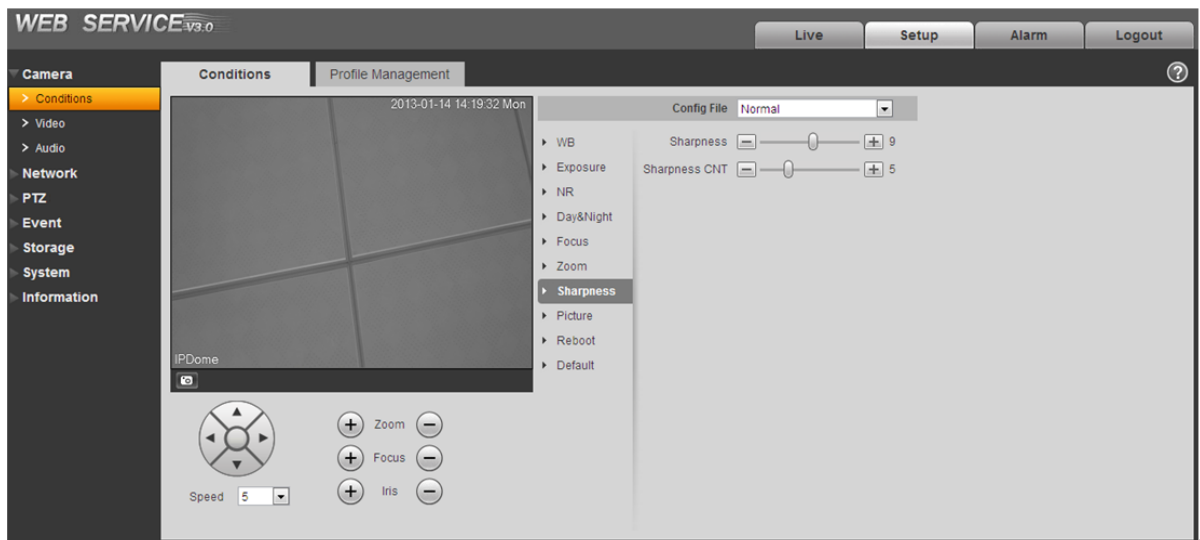 WEB SERVICE V3.0
Live
Setup
Alarm
Logout
Camera
Conditions
Video
Audio
Network
PTZ
Event
Storage
System
Information
Conditions
Profile Management
2013-01-14 14:19:32 Mon
IPDome
Zoom
Focus
Speed 5
Iris
WB
Exposure
NR
Day&Night
Focus
Zoom
Sharpness
Picture
Reboot
Default
Config File Normal
Sharpness 9
Sharpness CNT 5